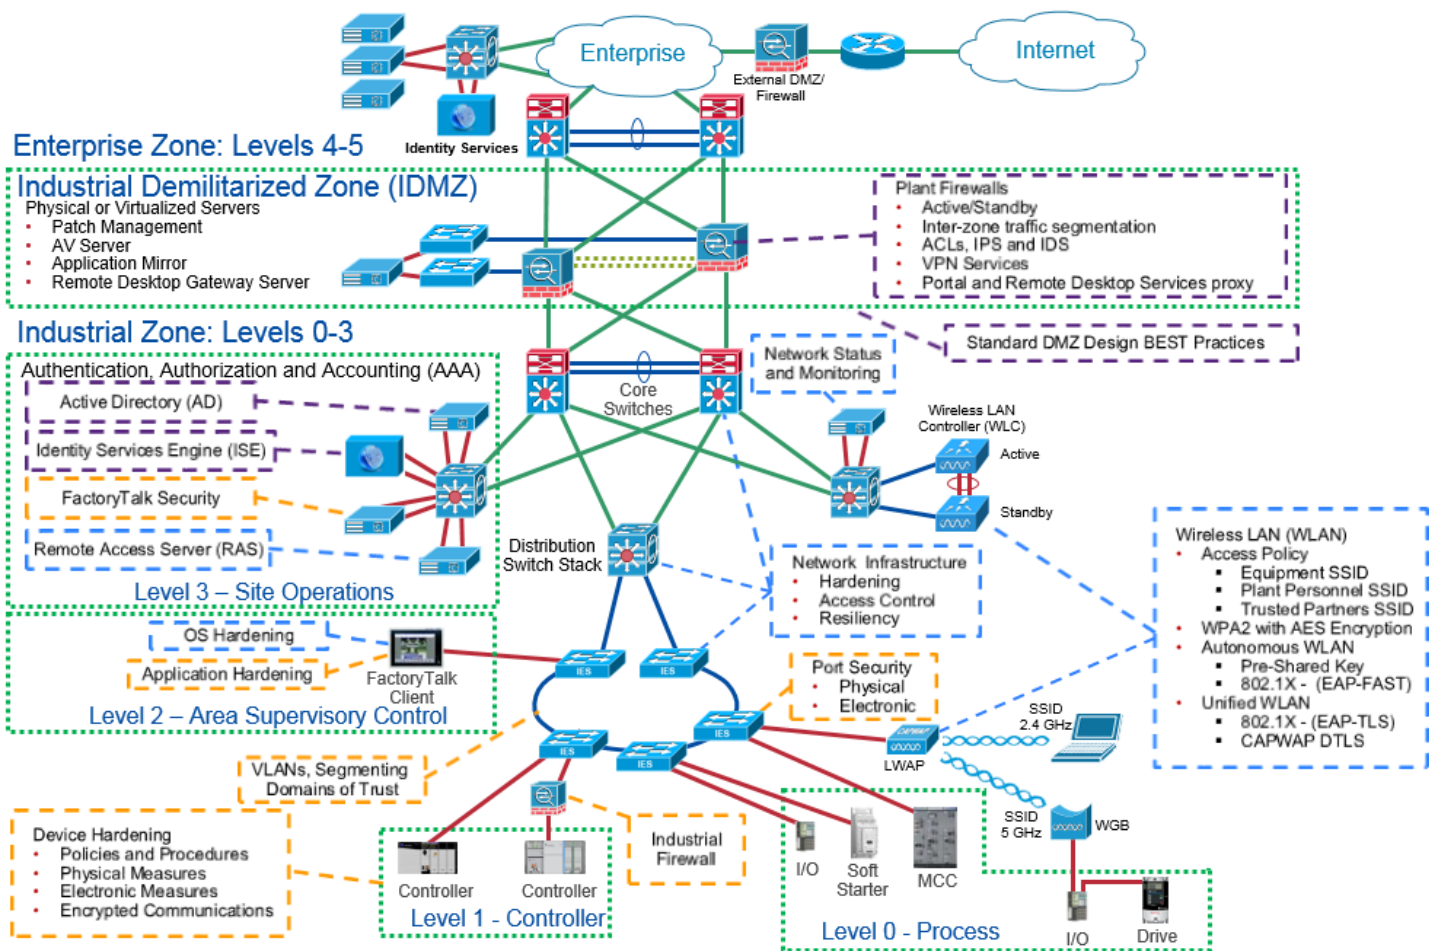 Enterprise
Internet
External DMZ/
Firewall
Identity Services
Enterprise Zone: Levels 4-5
Industrial Demilitarized Zone (IDMZ)
Physical or Virtualized Servers
• Patch Management
• AV Server
• Application Mirror
• Remote Desktop Gateway Server
Plant Firewalls
• Active/Standby
• Inter-zone traffic segmentation
• ACLs, IPS and IDS
• VPN Services
• Portal and Remote Desktop Services proxy
Standard DMZ Design BEST Practices
Industrial Zone: Levels 0-3
Authentication, Authorization and Accounting (AAA)
Active Directory (AD)
Identity Services Engine (ISE)
FactoryTalk Security
Remote Access Server (RAS)
Level 3 – Site Operations
Core
Switches
Network Status
and Monitoring
Wireless LAN
Controller (WLC)
Active
Standby
Distribution
Switch Stack
Network Infrastructure
• Hardening
• Access Control
• Resiliency
Wireless LAN (WLAN)
• Access Policy
▪ Equipment SSID
▪ Plant Personnel SSID
▪ Trusted Partners SSID
• WPA2 with AES Encryption
• Autonomous WLAN
▪ Pre-Shared Key
▪ 802.1X - (EAP-FAST)
• Unified WLAN
▪ 802.1X - (EAP-TLS)
▪ CAPWAP DTLS
OS Hardening
Application Hardening
FactoryTalk
Client
Level 2 – Area Supervisory Control
IES
IES
IES
IES
IES
Port Security
• Physical
• Electronic
CAPWAP
LWAP
SSID
2.4 GHz
SSID
5 GHz
WGB
VLANs, Segmenting
Domains of Trust
Device Hardening
• Policies and Procedures
• Physical Measures
• Electronic Measures
• Encrypted Communications
Controller
Controller
Level 1 - Controller
Industrial
Firewall
I/O
Soft
Starter
MCC
I/O
Drive
Level 0 - Process